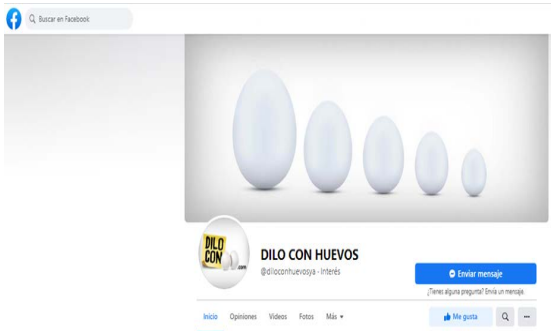 Buscar en Facebook
DILO
CON
.com
DILO CON HUEVOS
@diloconhuevosya - Interés
Enviar mensaje
¿Tienes alguna pregunta? Envía un mensaje.
Inicio Opiniones Videos Fotos Más
Me gusta